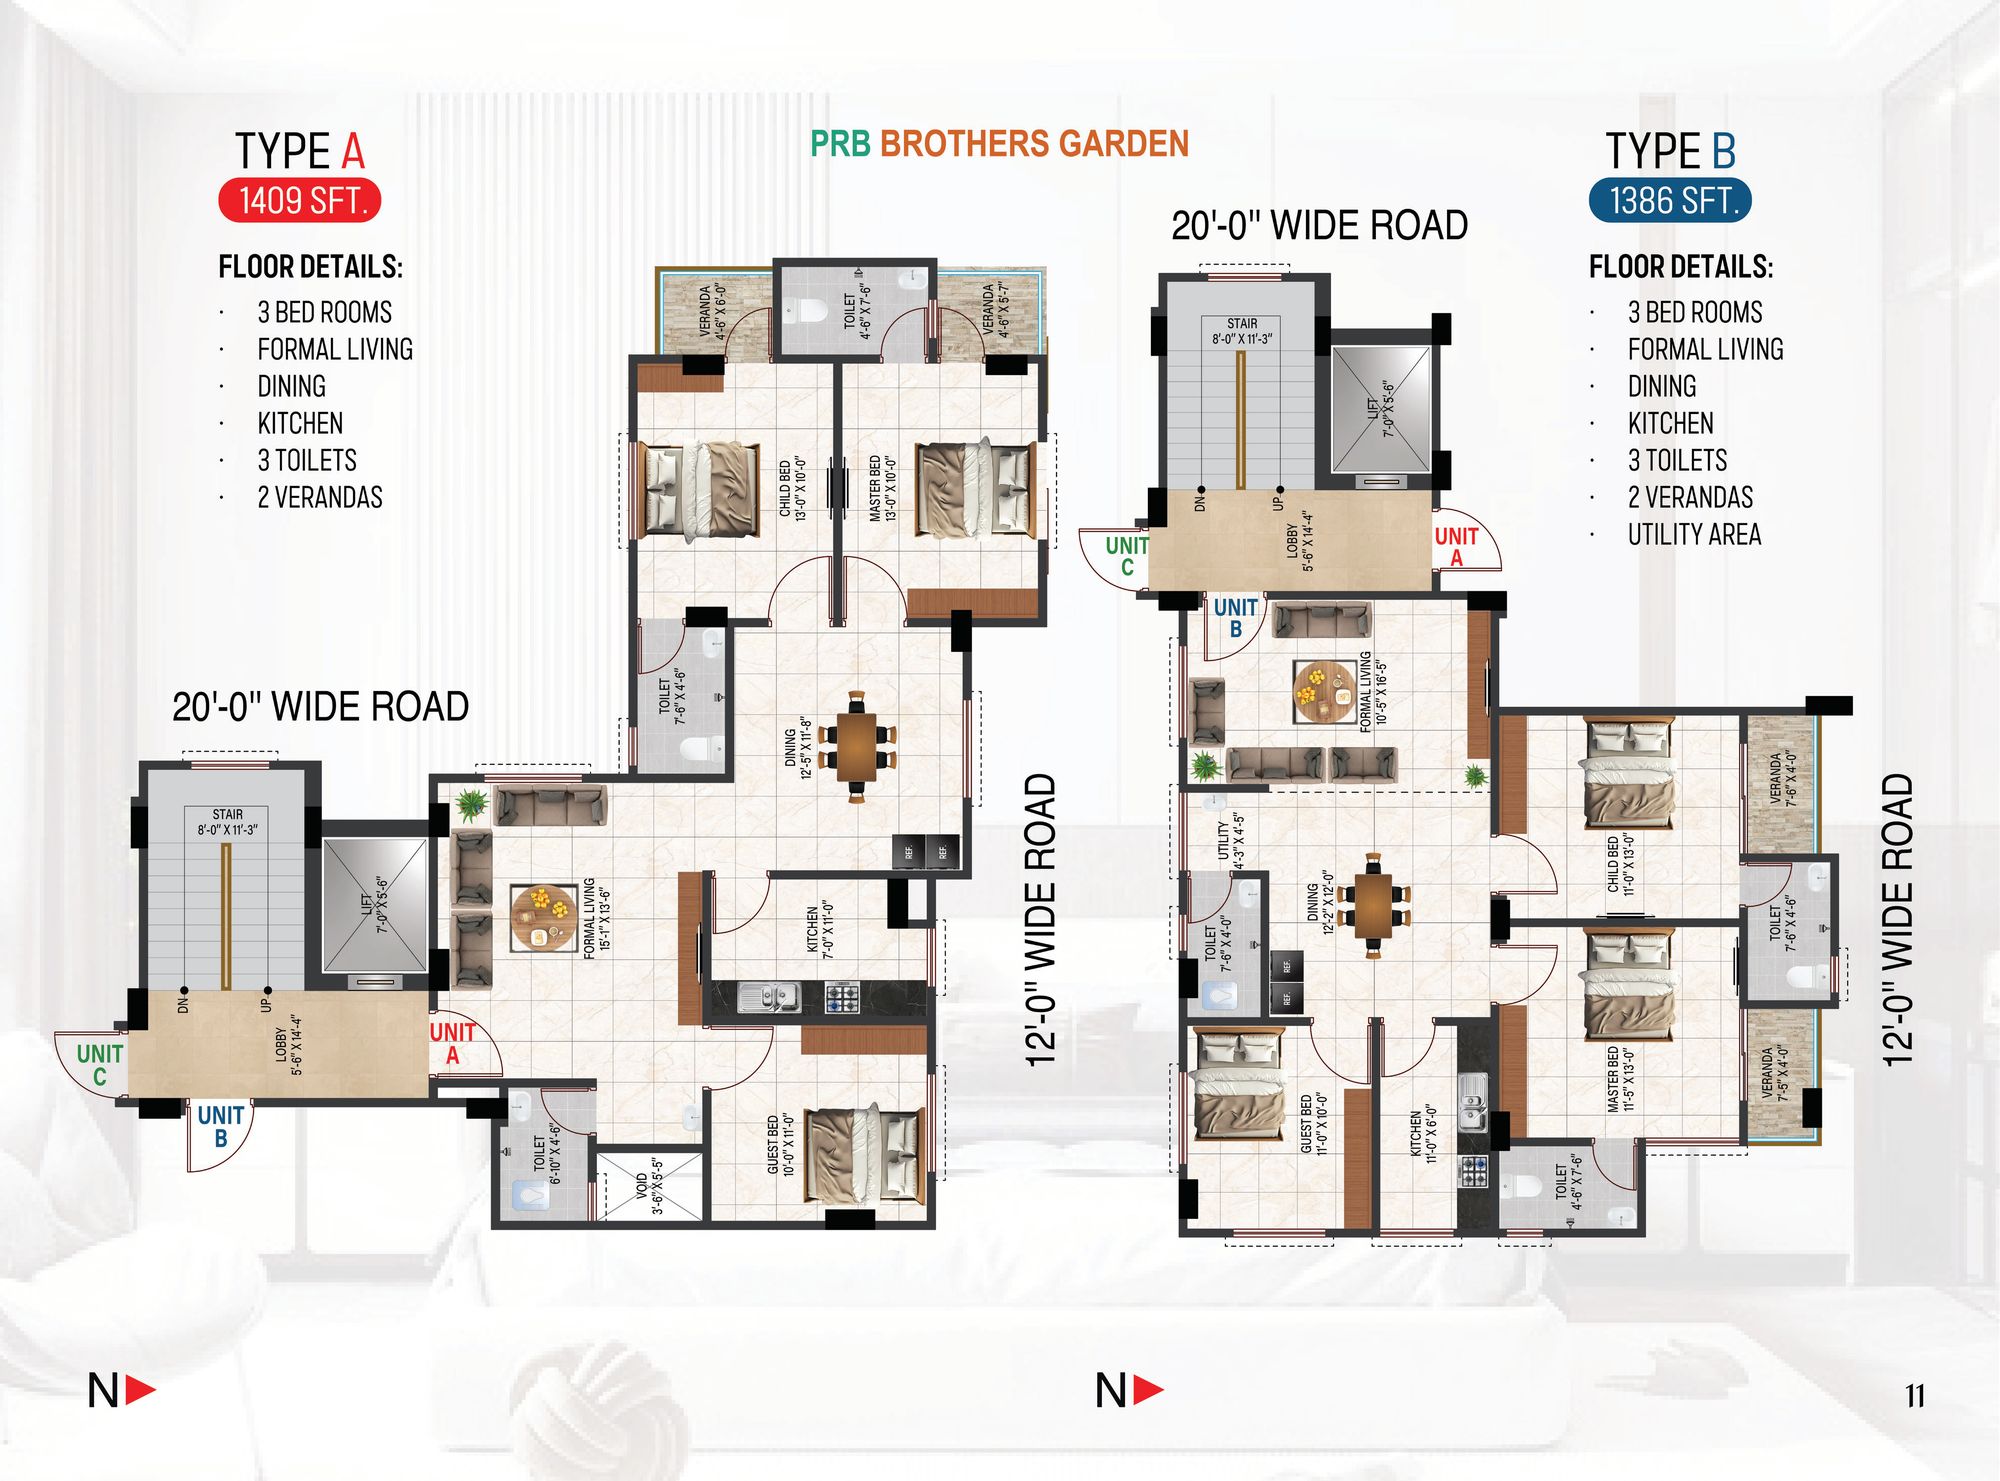 PRB BROTHERS GARDEN
TYPE A
1409 SFT.
FLOOR DETAILS:
· 3 BED ROOMS
· FORMAL LIVING
· DINING
· KITCHEN
· 3 TOILETS
· 2 VERANDAS
20'-0" WIDE ROAD
VERANDA
4'-6" X 6'-0"
TOILET
4'-6" X 7'-6"
VERANDA
4'-6" X 5'-7"
CHILD BED
13'-0" X 10'-0"
MASTER BED
13'-0" X 10'-0"
TOILET
7'-6" X 4'-6"
DINING
12'-5" X 11'-8"
REF.
REF.
STAIR
8'-0" X 11'-3"
LIFT
7'-0" X 5'-6"
DN
UP
LOBBY
5'-6" X 14'-4"
UNIT
C
UNIT
B
UNIT
A
FORMAL LIVING
15'-1" X 13'-6"
KITCHEN
7'-0" X 11'-0"
TOILET
6'-10" X 4'-6"
VOID
3'-6" X 5'-5"
GUEST BED
10'-0" X 11'-0"
12'-0" WIDE ROAD
N
TYPE B
1386 SFT.
FLOOR DETAILS:
· 3 BED ROOMS
· FORMAL LIVING
· DINING
· KITCHEN
· 3 TOILETS
· 2 VERANDAS
· UTILITY AREA
20'-0" WIDE ROAD
STAIR
8'-0" X 11'-3"
LIFT
7'-0" X 5'-6"
DN
UP
LOBBY
5'-6" X 14'-4"
UNIT
C
UNIT
A
UNIT
B
FORMAL LIVING
10'-5" X 16'-5"
UTILITY
4'-3" X 4'-5"
DINING
12'-2" X 12'-0"
TOILET
7'-6" X 4'-0"
REF.
REF.
CHILD BED
11'-0" X 13'-0"
VERANDA
7'-6" X 4'-0"
TOILET
7'-6" X 4'-6"
MASTER BED
11'-5" X 13'-0"
VERANDA
7'-5" X 4'-0"
GUEST BED
11'-0" X 10'-0"
KITCHEN
11'-0" X 6'-0"
TOILET
4'-6" X 7'-6"
12'-0" WIDE ROAD
N
11